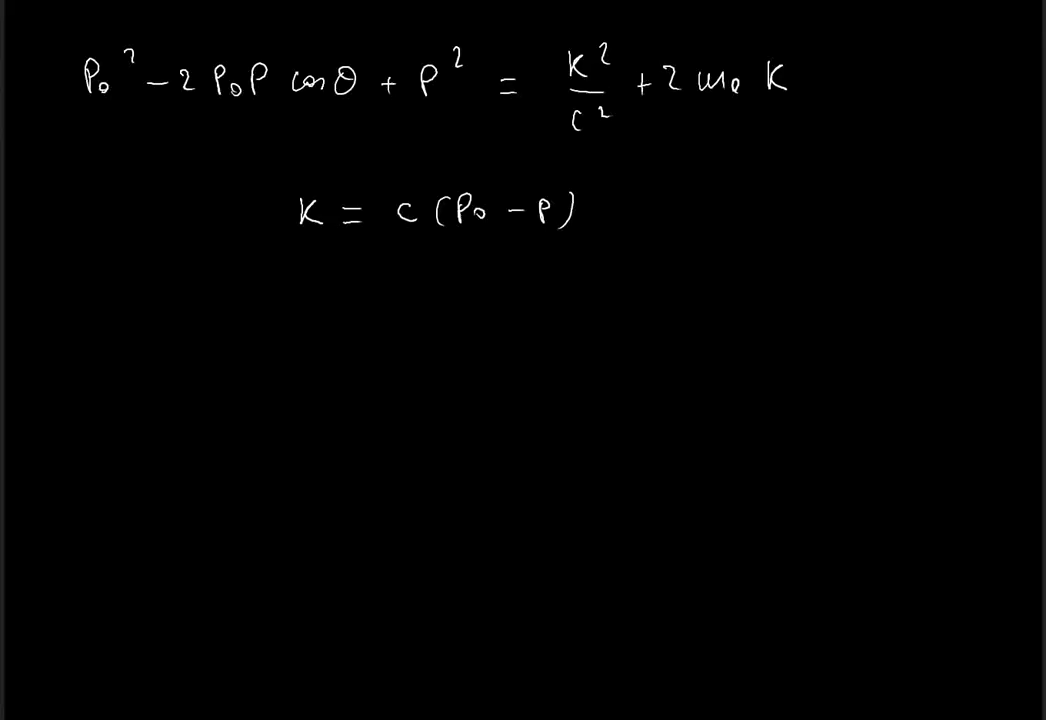 P₀² - 2 P₀P cosθ + P² = K²/c² + 2 mₑ K
K = c (P₀ - P)